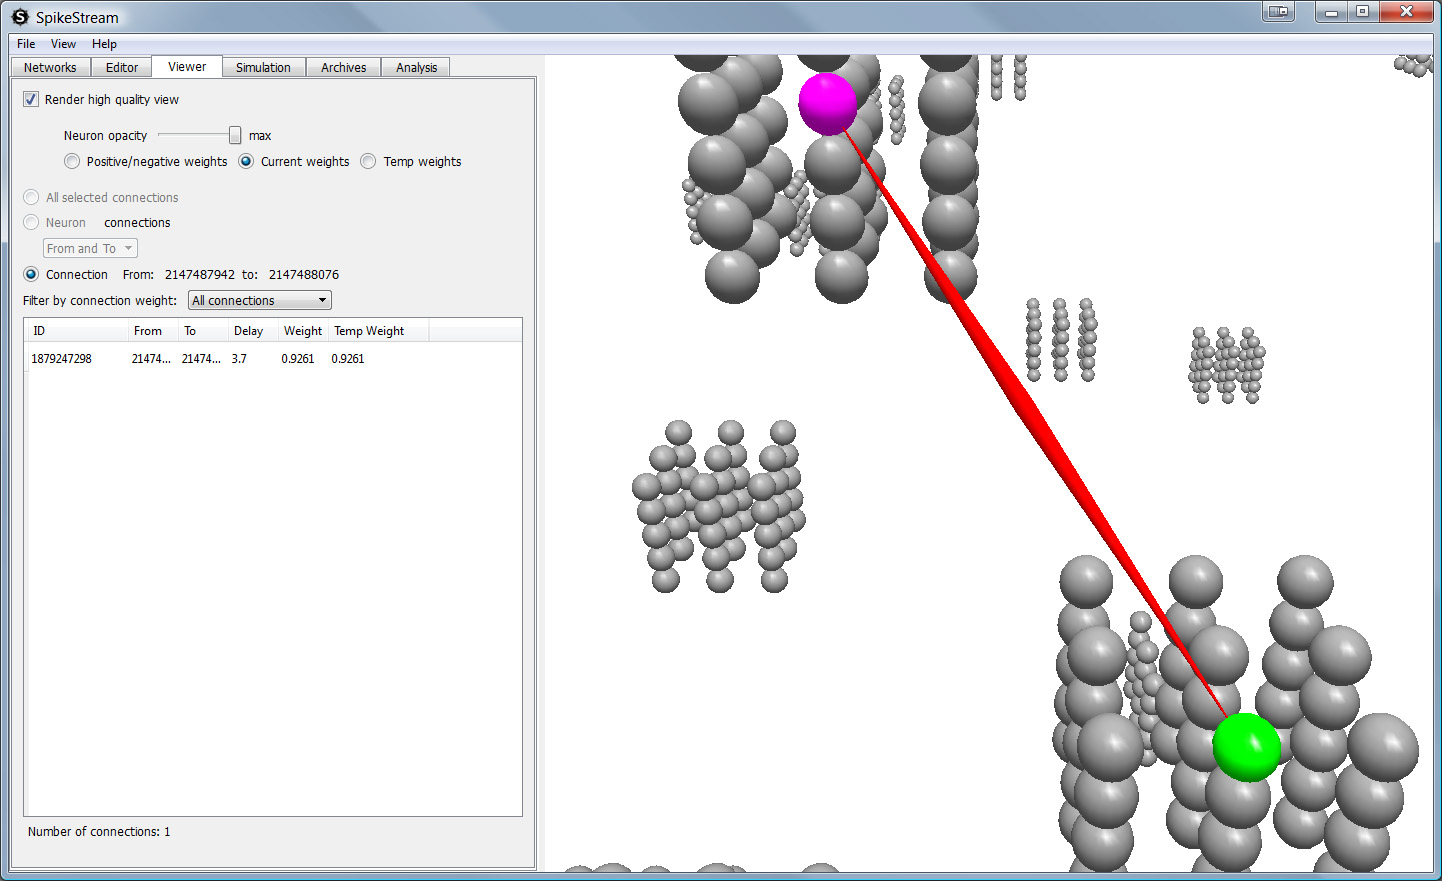 SpikeStream
File View Help
Networks Editor Viewer Simulation Archives Analysis
Render high quality view
Neuron opacity max
Positive/negative weights Current weights Temp weights
All selected connections
Neuron connections
From and To
Connection From: 2147487942 to: 2147488076
Filter by connection weight: All connections
ID From To Delay Weight Temp Weight
1879247298 21474... 21474... 3.7 0.9261 0.9261
Number of connections: 1